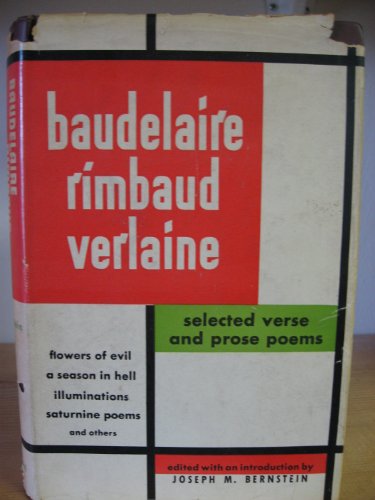 baudelaire
rimbaud
verlaine
selected verse
and prose poems
flowers of evil
a season in hell
illuminations
saturnine poems
and others
edited with an introduction by
JOSEPH M. BERNSTEIN
BAUDELAIRE